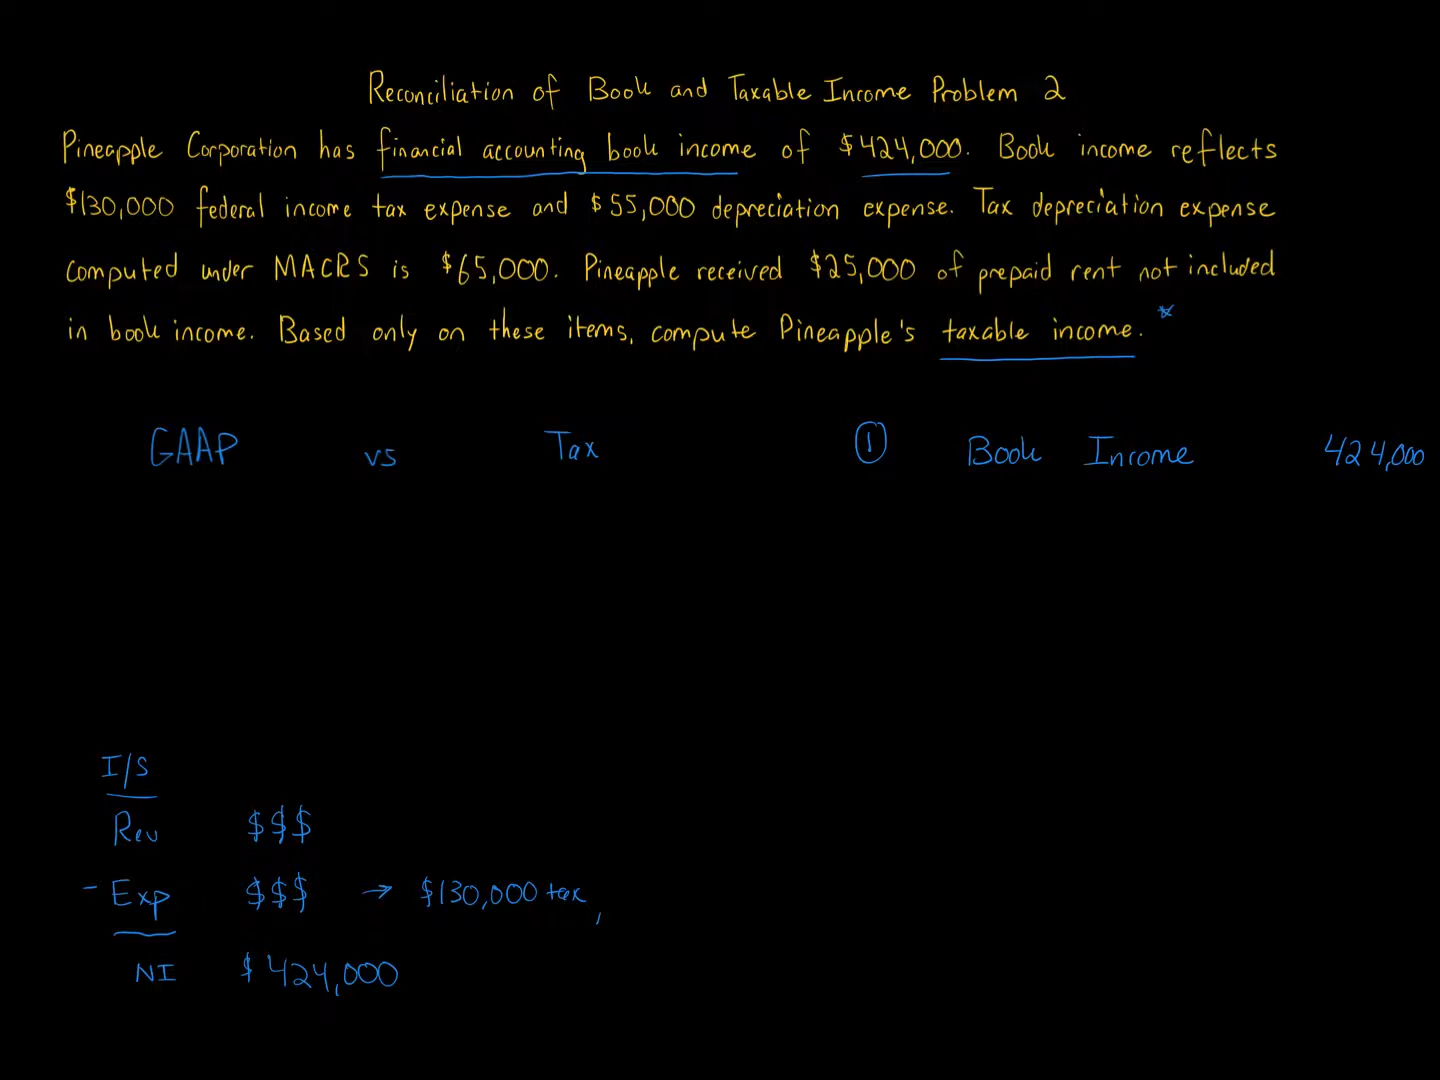 Reconciliation of Book and Taxable Income Problem 2
Pineapple Corporation has financial accounting book income of $424,000. Book income reflects
$130,000 federal income tax expense and $55,000 depreciation expense. Tax depreciation expense
computed under MACRS is $65,000. Pineapple received $25,000 of prepaid rent not included
in book income. Based only on these items, compute Pineapple's taxable income. *
GAAP vs Tax ① Book Income 424,000
I/S
Rev $$$
- Exp $$$ → $130,000 tax,
NI $424,000